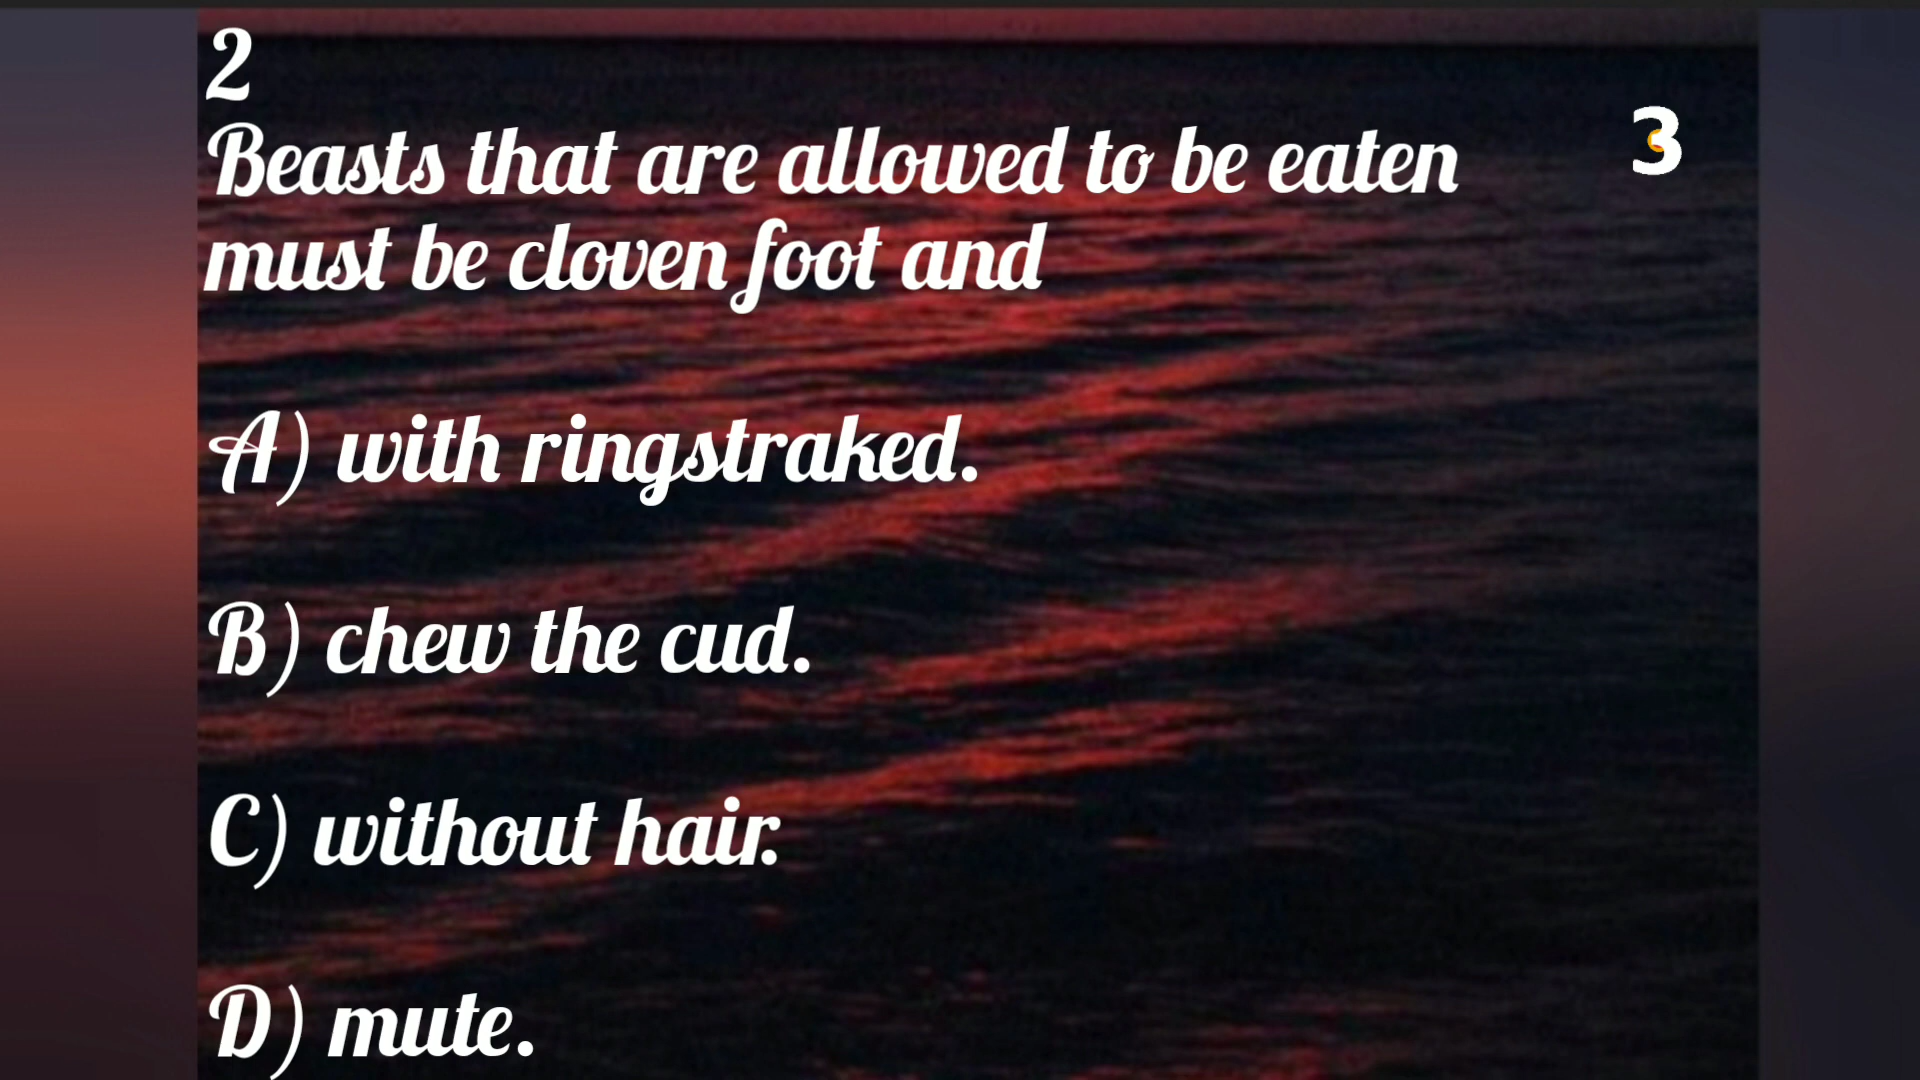 2
Beasts that are allowed to be eaten
3
must be cloven foot and
A) with ringstraked.
B) chew the cud.
C) without hair.
D) mute.